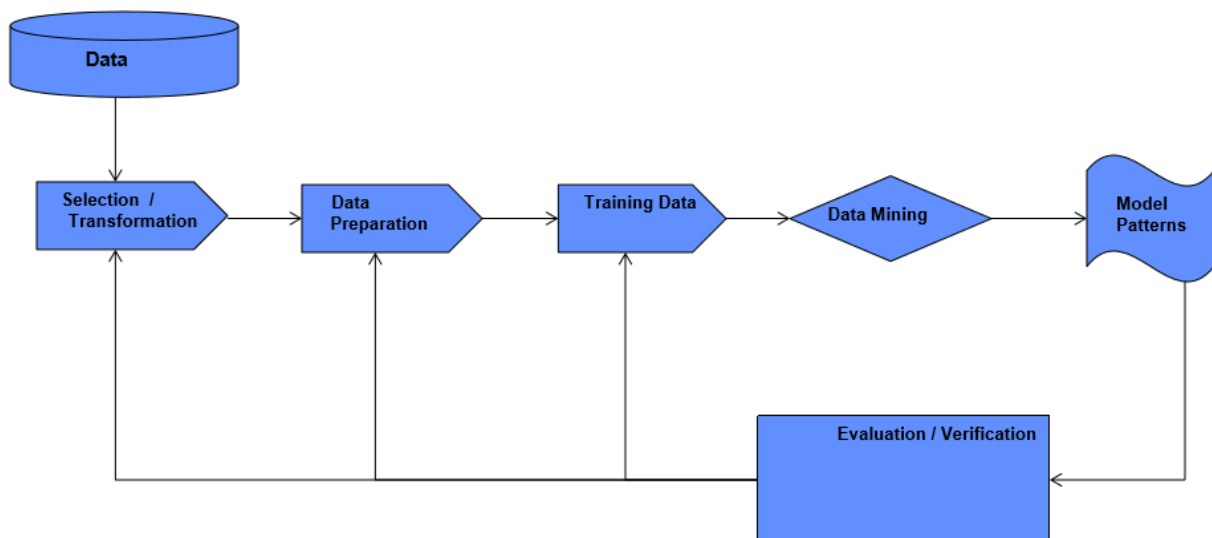 Data
Selection /
Transformation
Data
Preparation
Training Data
Data Mining
Model
Patterns
Evaluation / Verification